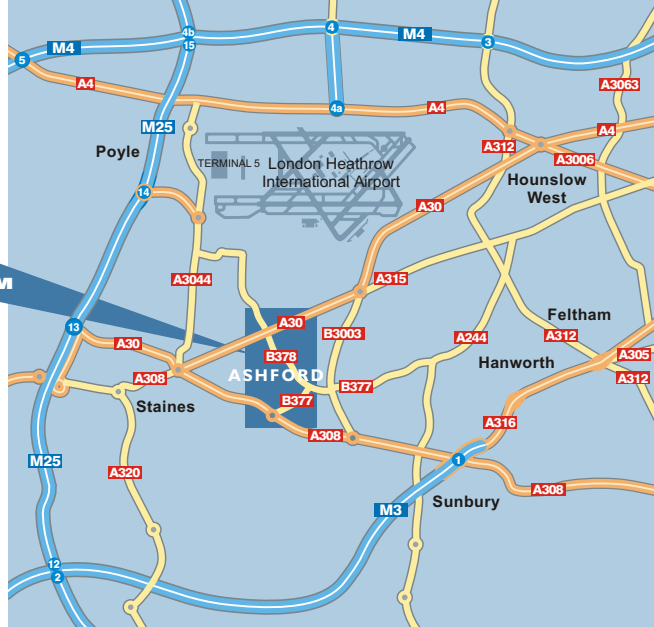 4b
15
4
M4
M4
3
5
A4
A3063
4a
A4
M25
A4
Poyle
A312
TERMINAL 5
London Heathrow
International Airport
A3006
Hounslow
West
14
A30
A3044
A315
M
Feltham
13
A30
B3003
A30
A244
A312
B378
Hanworth
A305
A308
ASHFORD
B377
A312
Staines
B377
A316
A308
M25
1
A320
A308
Sunbury
M3
12
2